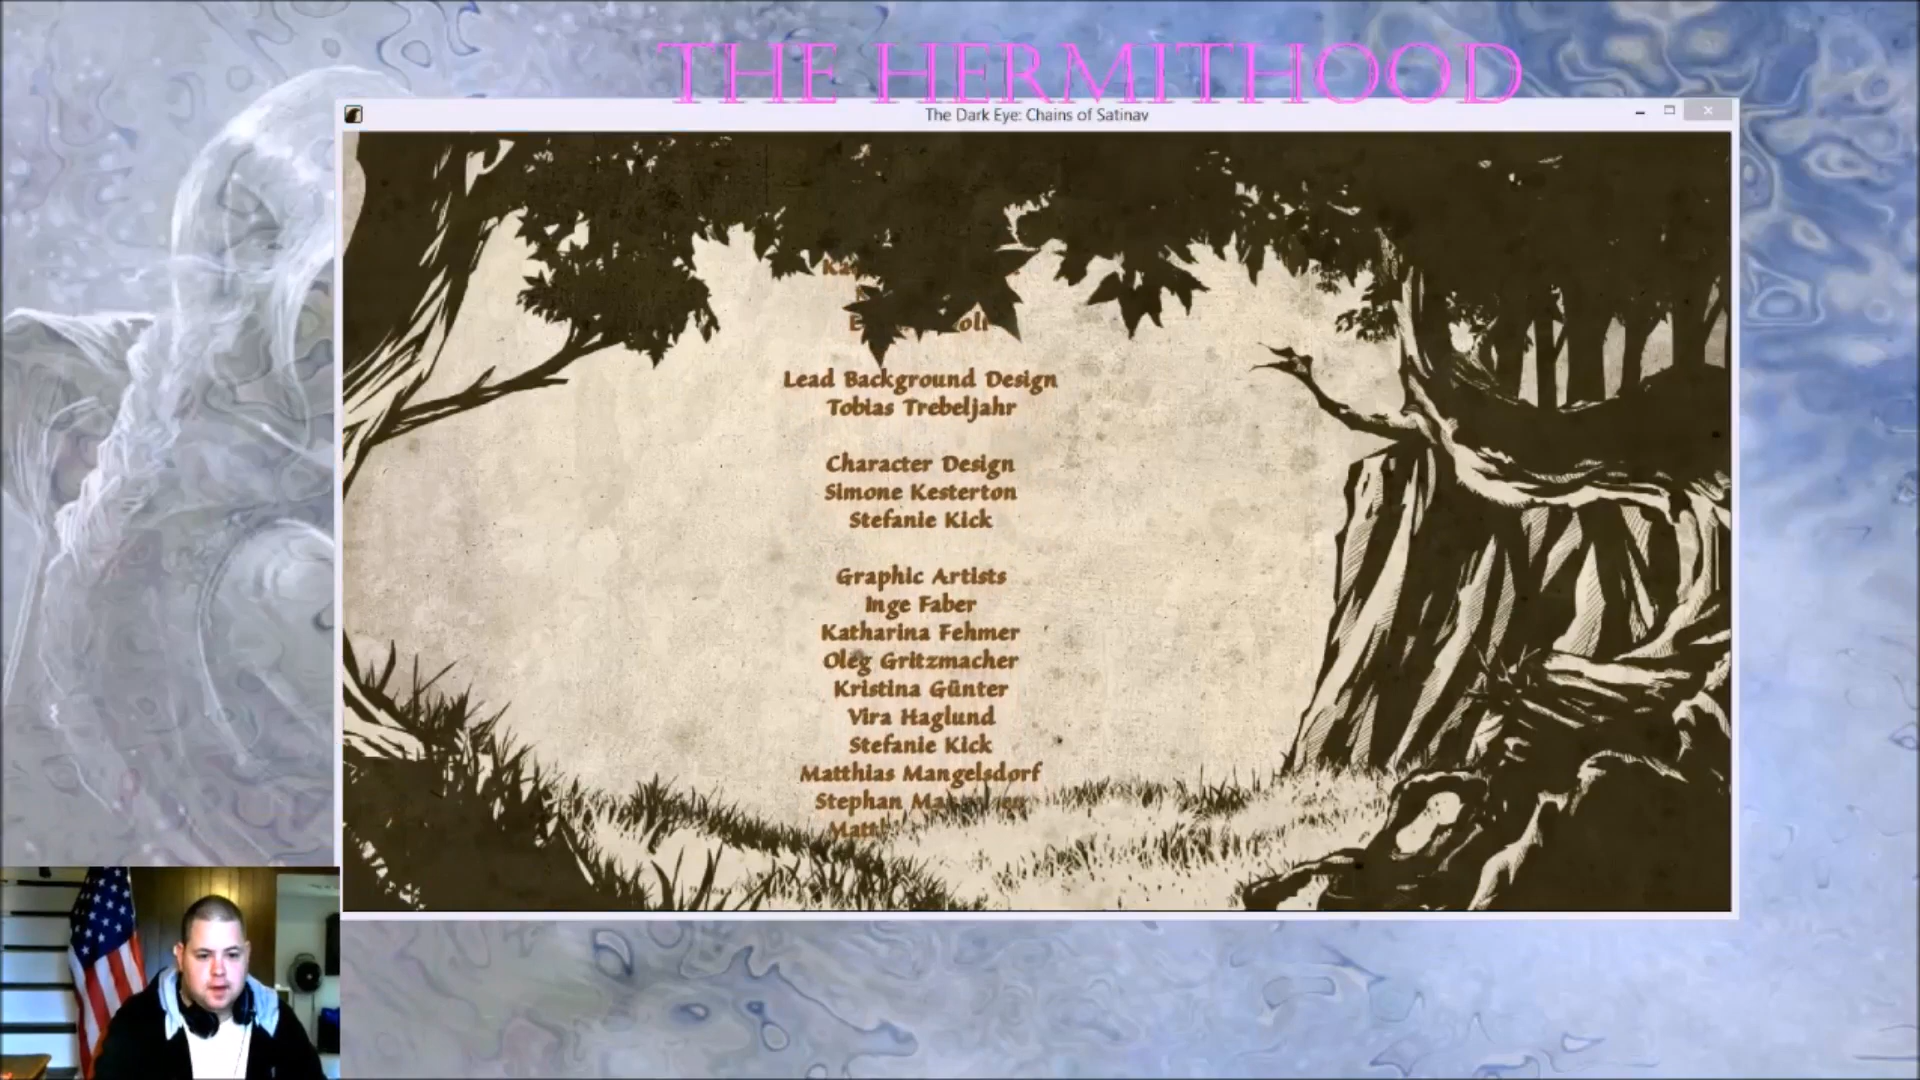 THE HERMITHOOD
The Dark Eye: Chains of Satinav
Lead Background Design
Tobias Trebeljahr
Character Design
Simone Kesterton
Stefanie Kick
Graphic Artists
Inge Faber
Katharina Fehmer
Oleg Gritzmacher
Kristina Günter
Vira Haglund
Stefanie Kick
Matthias Mangelsdorf
Stephan